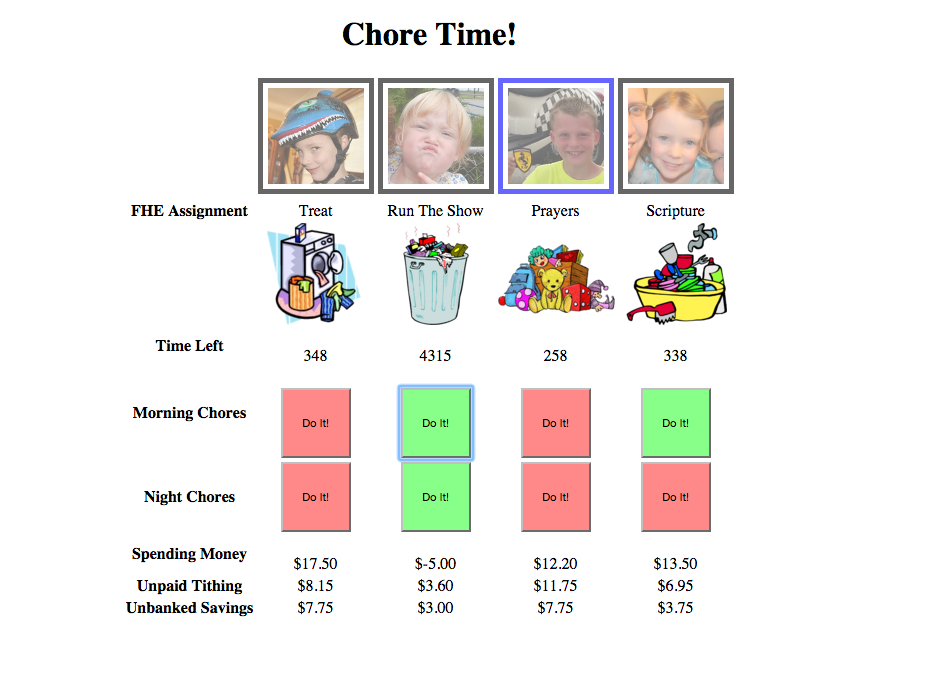 Chore Time!
FHE Assignment Treat Run The Show Prayers Scripture
Time Left 348 4315 258 338
Morning Chores Do It! Do It! Do It! Do It!
Night Chores Do It! Do It! Do It! Do It!
Spending Money $17.50 $-5.00 $12.20 $13.50
Unpaid Tithing $8.15 $3.60 $11.75 $6.95
Unbanked Savings $7.75 $3.00 $7.75 $3.75